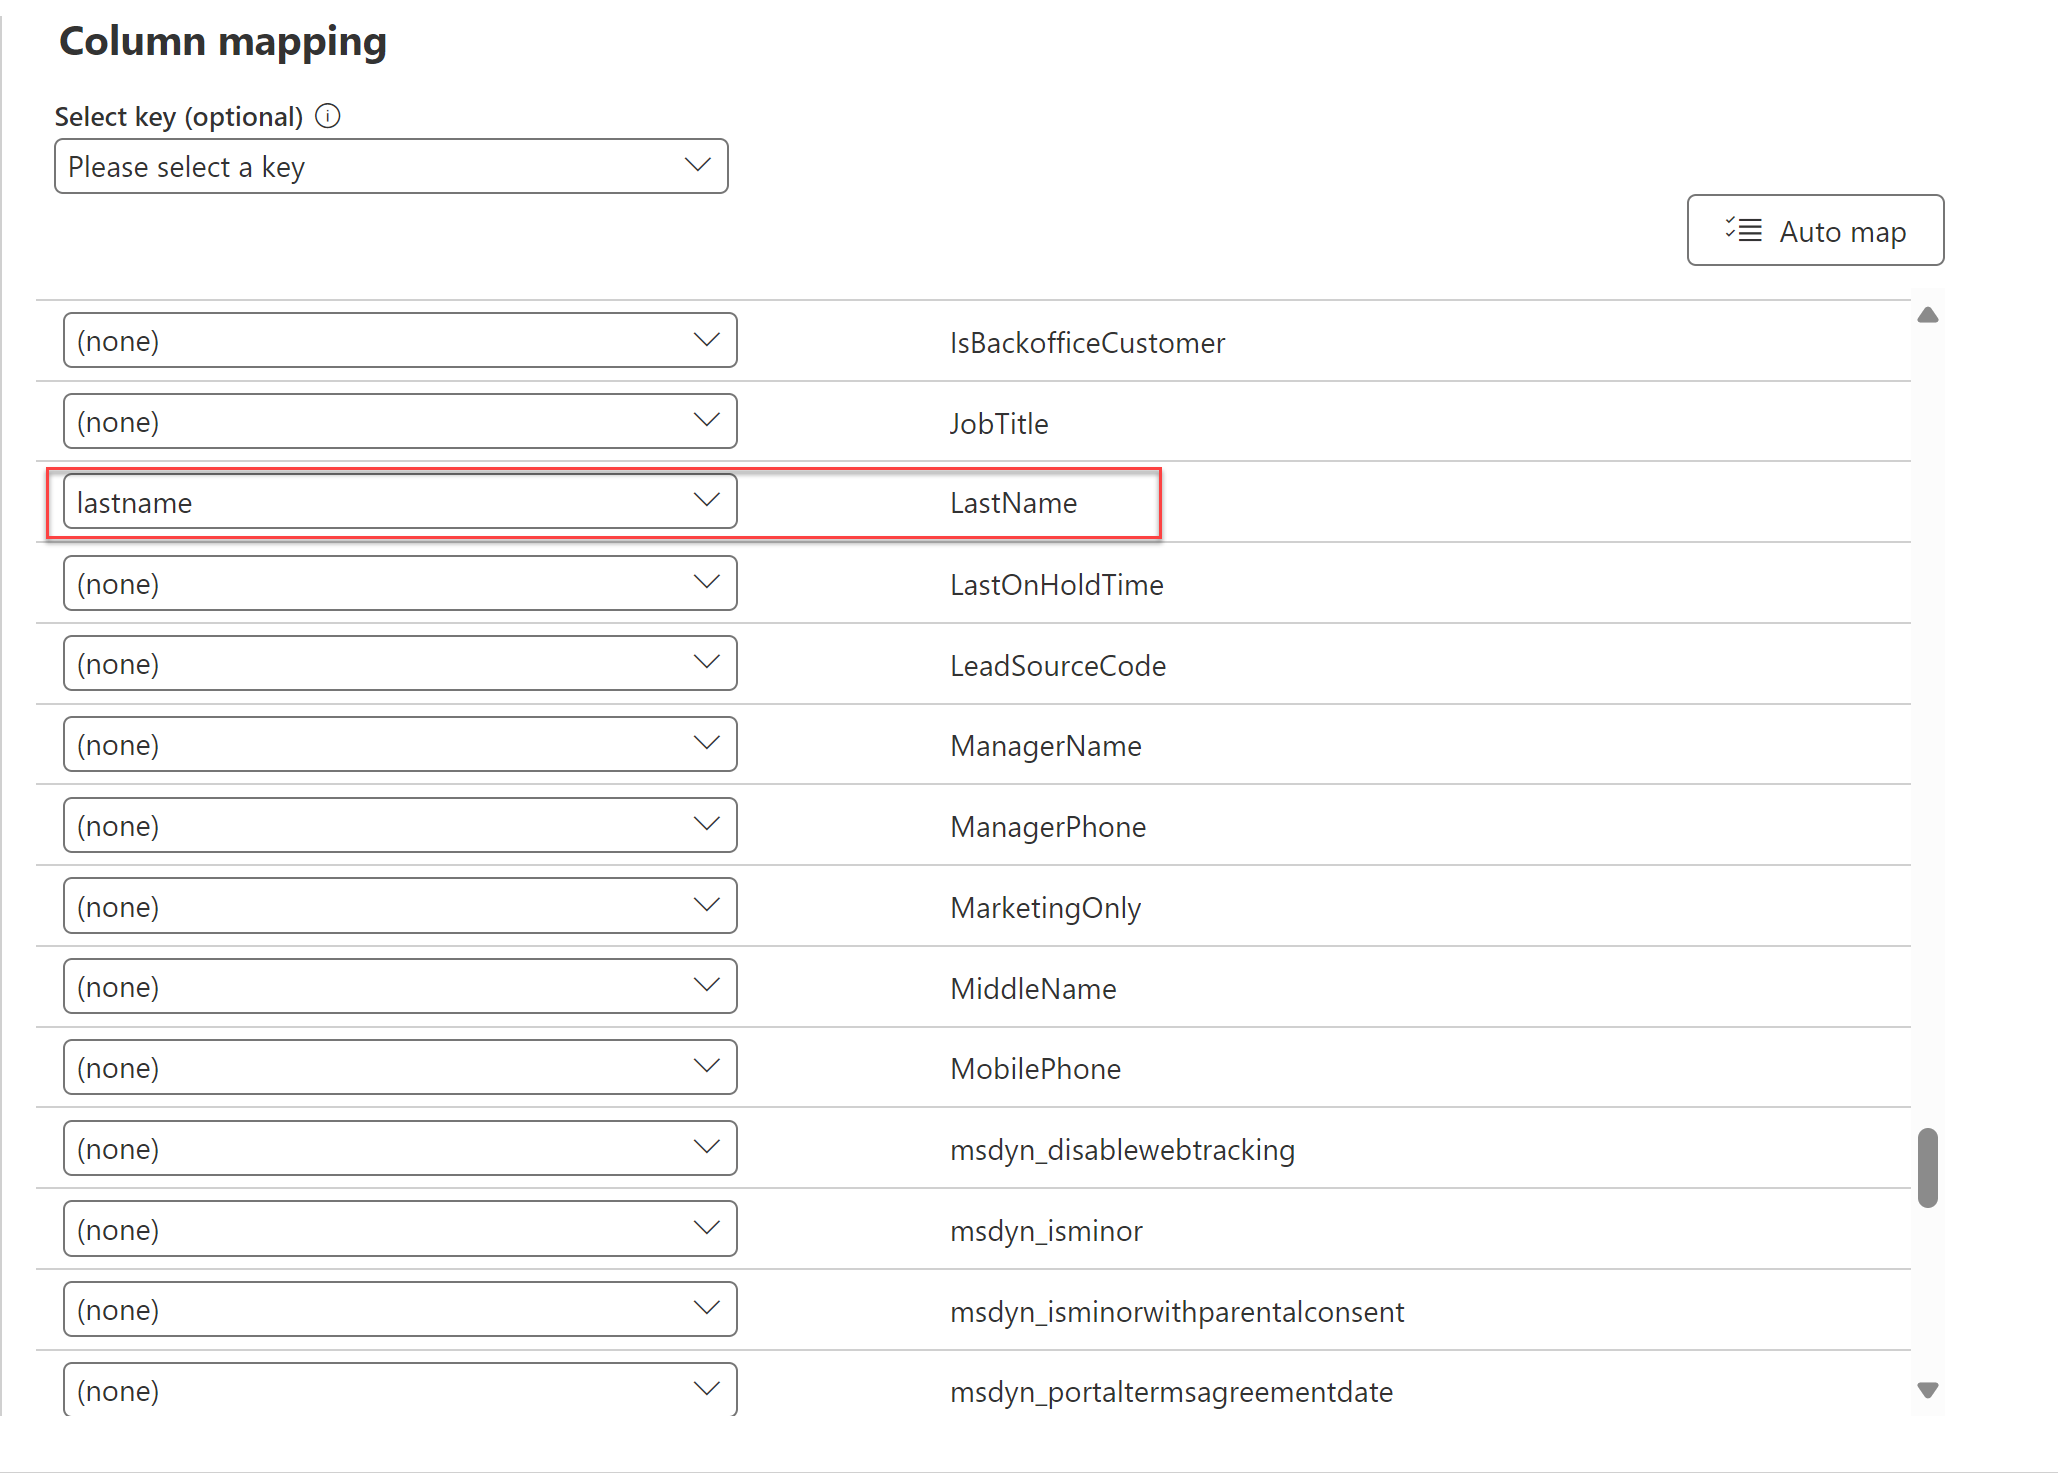 Column mapping
Select key (optional)
Please select a key
Auto map
(none) IsBackofficeCustomer
(none) JobTitle
lastname LastName
(none) LastOnHoldTime
(none) LeadSourceCode
(none) ManagerName
(none) ManagerPhone
(none) MarketingOnly
(none) MiddleName
(none) MobilePhone
(none) msdyn_disablewebtracking
(none) msdyn_isminor
(none) msdyn_isminorwithparentalconsent
(none) msdyn_portaltermsagreementdate